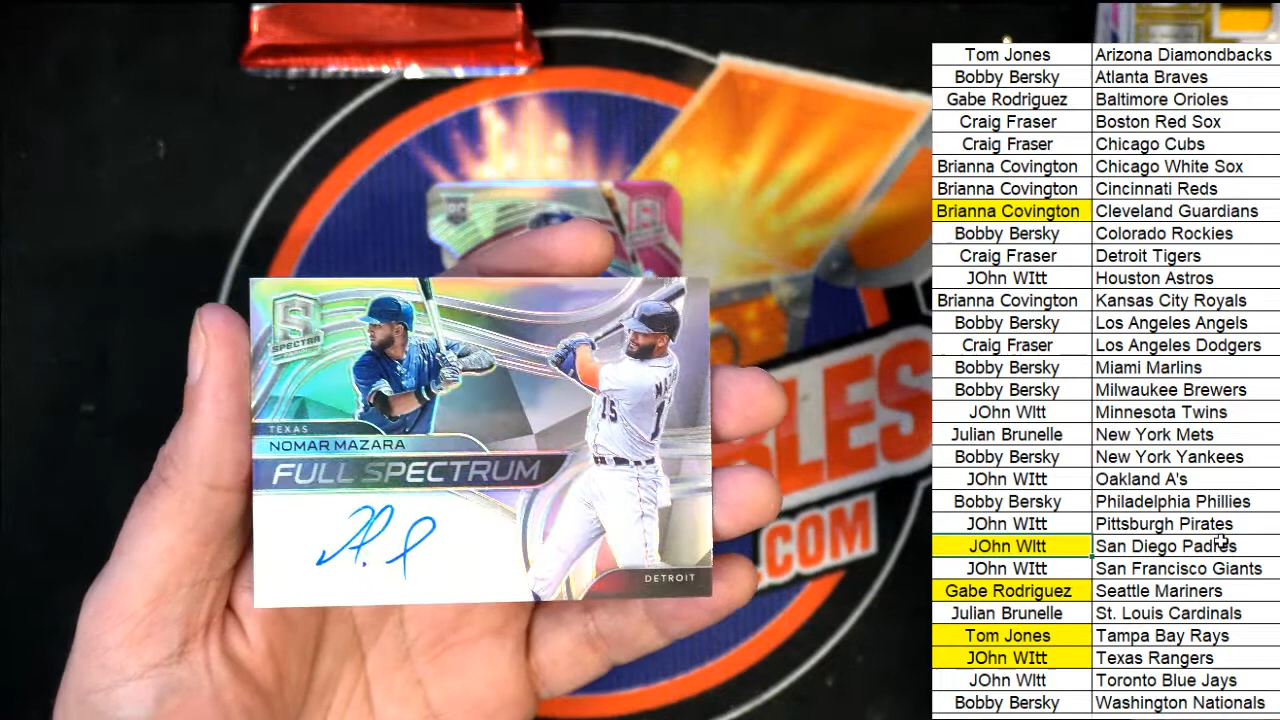 RC
S
SPECTRA
TEXAS
NOMAR MAZARA
FULL SPECTRUM
15
DETROIT
BLES
.COM
Tom Jones Arizona Diamondbacks
Bobby Bersky Atlanta Braves
Gabe Rodriguez Baltimore Orioles
Craig Fraser Boston Red Sox
Craig Fraser Chicago Cubs
Brianna Covington Chicago White Sox
Brianna Covington Cincinnati Reds
Brianna Covington Cleveland Guardians
Bobby Bersky Colorado Rockies
Craig Fraser Detroit Tigers
JOhn WItt Houston Astros
Brianna Covington Kansas City Royals
Bobby Bersky Los Angeles Angels
Craig Fraser Los Angeles Dodgers
Bobby Bersky Miami Marlins
Bobby Bersky Milwaukee Brewers
JOhn WItt Minnesota Twins
Julian Brunelle New York Mets
Bobby Bersky New York Yankees
JOhn WItt Oakland A's
Bobby Bersky Philadelphia Phillies
JOhn WItt Pittsburgh Pirates
JOhn WItt San Diego Padres
JOhn WItt San Francisco Giants
Gabe Rodriguez Seattle Mariners
Julian Brunelle St. Louis Cardinals
Tom Jones Tampa Bay Rays
JOhn WItt Texas Rangers
JOhn WItt Toronto Blue Jays
Bobby Bersky Washington Nationals